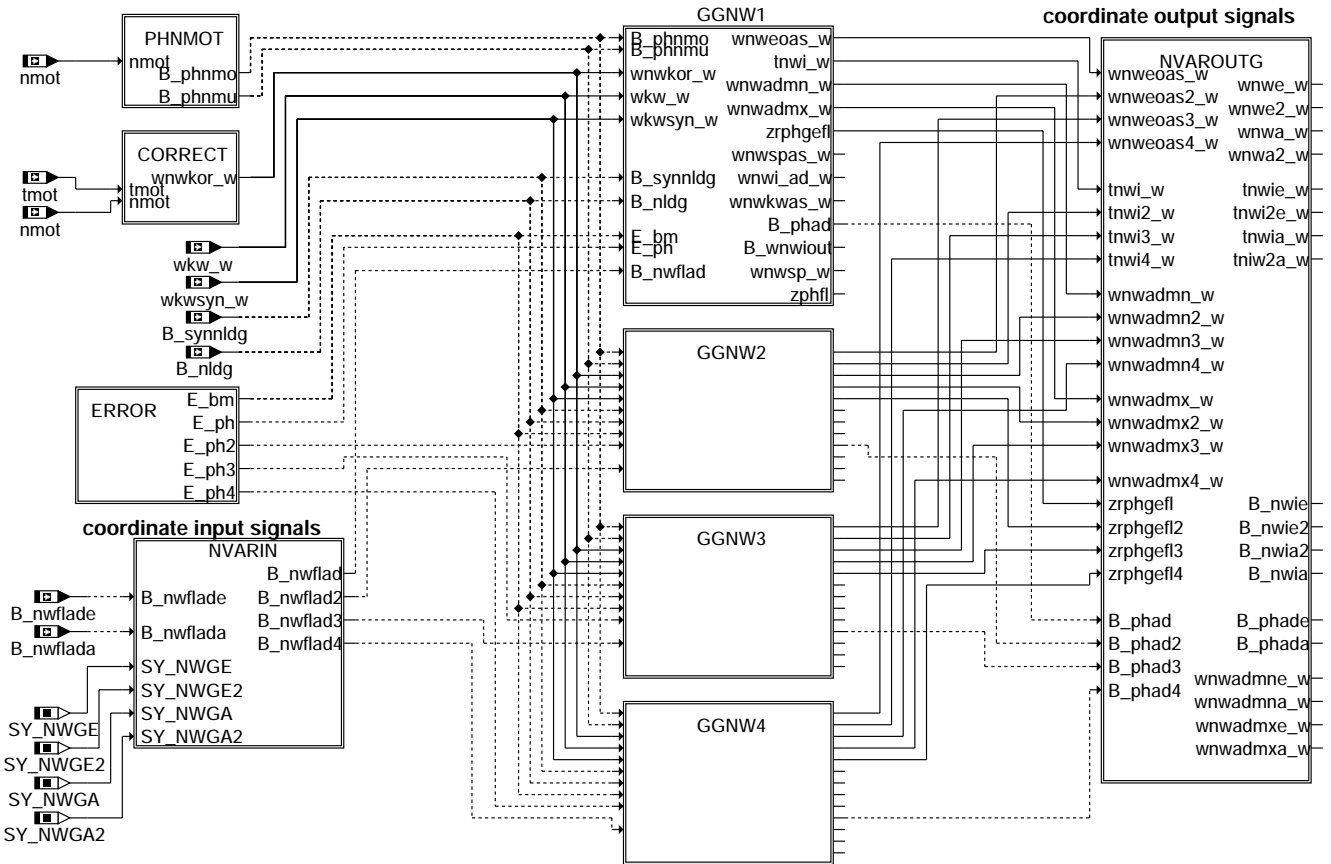 GGNW1
coordinate output signals
PHNMOT
nmot
B_phnmo
B_phnmu
nmot
CORRECT
wnwkor_w
tmot
nmot
tmot
nmot
wkw_w
wkwsyn_w
B_synnldg
B_nldg
ERROR
E_bm
E_ph
E_ph2
E_ph3
E_ph4
coordinate input signals
NVARIN
B_nwflad
B_nwflad2
B_nwflad3
B_nwflad4
B_nwflade
B_nwflada
SY_NWGE
SY_NWGE2
SY_NWGA
SY_NWGA2
B_nwflade
B_nwflada
SY_NWGE
SY_NWGE2
SY_NWGA
SY_NWGA2
B_phnmo
B_phnmu
wnwkor_w
wkw_w
wkwsyn_w
B_synnldg
B_nldg
E_bm
E_ph
B_nwflad
wnweoas_w
tnwi_w
wnwadmn_w
wnwadmx_w
zrphgefl
wnwspas_w
wnwi_ad_w
wnwkwas_w
B_phad
B_wnwiout
wnwsp_w
zphfl
GGNW2
GGNW3
GGNW4
NVAROUTG
wnweoas_w
wnweoas2_w
wnweoas3_w
wnweoas4_w
tnwi_w
tnwi2_w
tnwi3_w
tnwi4_w
wnwadmn_w
wnwadmn2_w
wnwadmn3_w
wnwadmn4_w
wnwadmx_w
wnwadmx2_w
wnwadmx3_w
wnwadmx4_w
zrphgefl
zrphgefl2
zrphgefl3
zrphgefl4
B_phad
B_phad2
B_phad3
B_phad4
wnwe_w
wnwe2_w
wnwa_w
wnwa2_w
tnwie_w
tnwi2e_w
tnwia_w
tniw2a_w
B_nwie
B_nwie2
B_nwia2
B_nwia
B_phade
B_phada
wnwadmne_w
wnwadmna_w
wnwadmxe_w
wnwadmxa_w